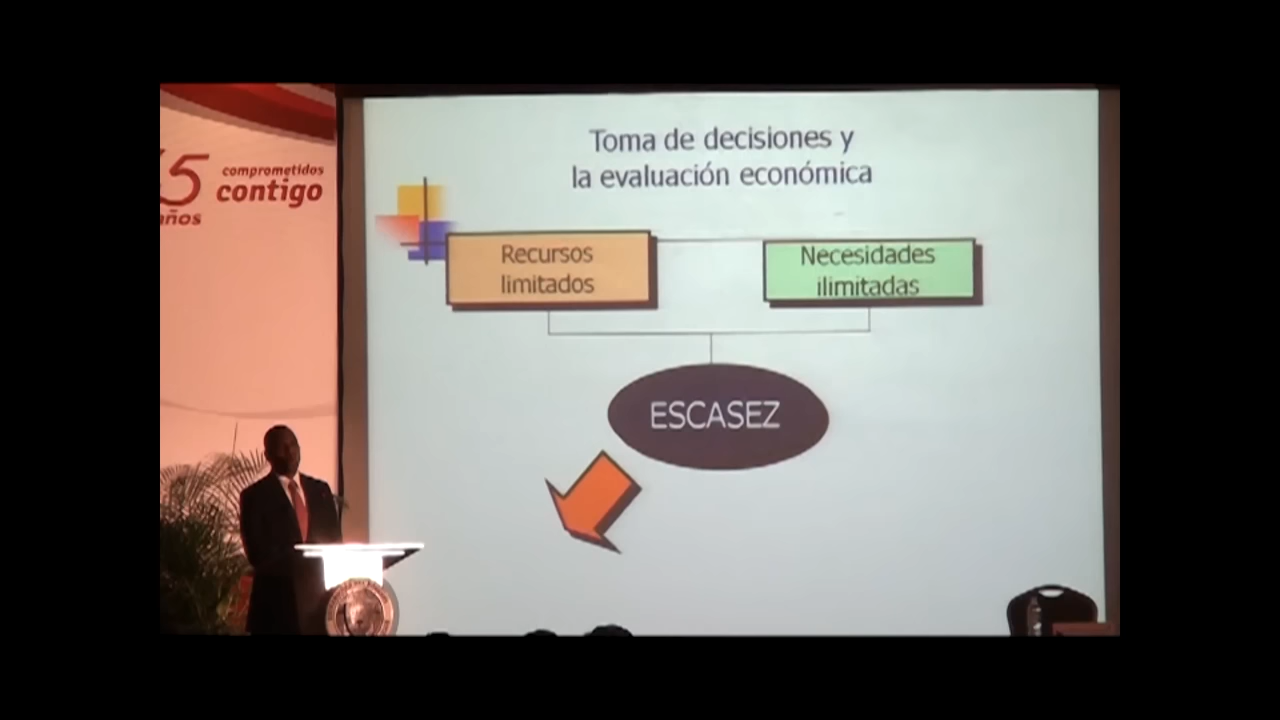 comprometidos
contigo
años
Toma de decisiones y
la evaluación económica
Recursos
limitados
Necesidades
ilimitadas
ESCASEZ